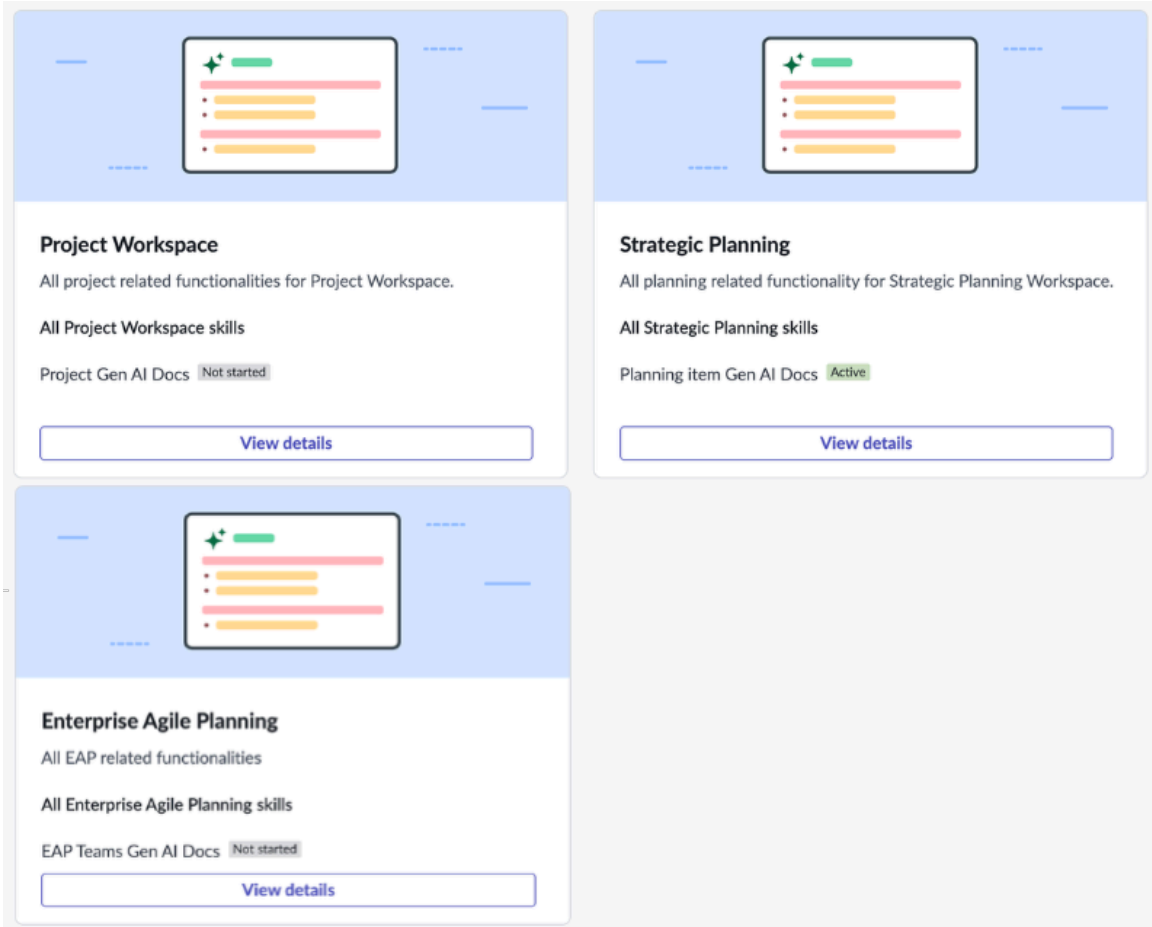 Project Workspace
All project related functionalities for Project Workspace.
All Project Workspace skills
Project Gen AI Docs Not started
View details
Strategic Planning
All planning related functionality for Strategic Planning Workspace.
All Strategic Planning skills
Planning item Gen AI Docs Active
View details
Enterprise Agile Planning
All EAP related functionalities
All Enterprise Agile Planning skills
EAP Teams Gen AI Docs Not started
View details